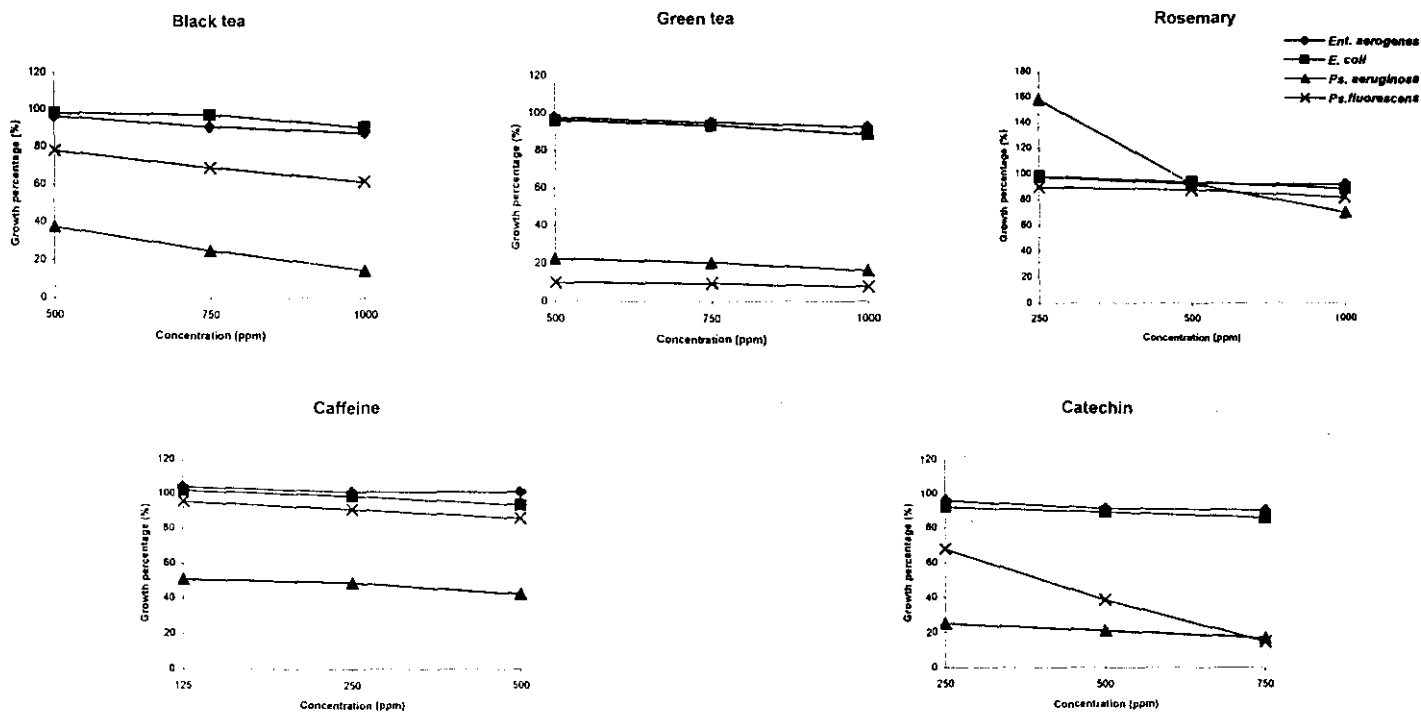 Black tea
Growth percentage (%)
120
100
80
60
40
20
0
500 750 1000
Concentration (ppm)
Green tea
Growth percentage (%)
120
100
80
60
40
20
0
500 750 1000
Concentration (ppm)
Rosemary
Ent. aerogenes
E. coli
Ps. aeruginosa
Ps.fluorescens
Growth percentage (%)
180
160
140
120
100
80
60
40
20
0
250 500 1000
Concentration (ppm)
Caffeine
Growth percentage (%)
120
100
80
60
40
20
0
125 250 500
Concentration (ppm)
Catechin
Growth percentage (%)
120
100
80
60
40
20
0
250 500 750
Concentration (ppm)